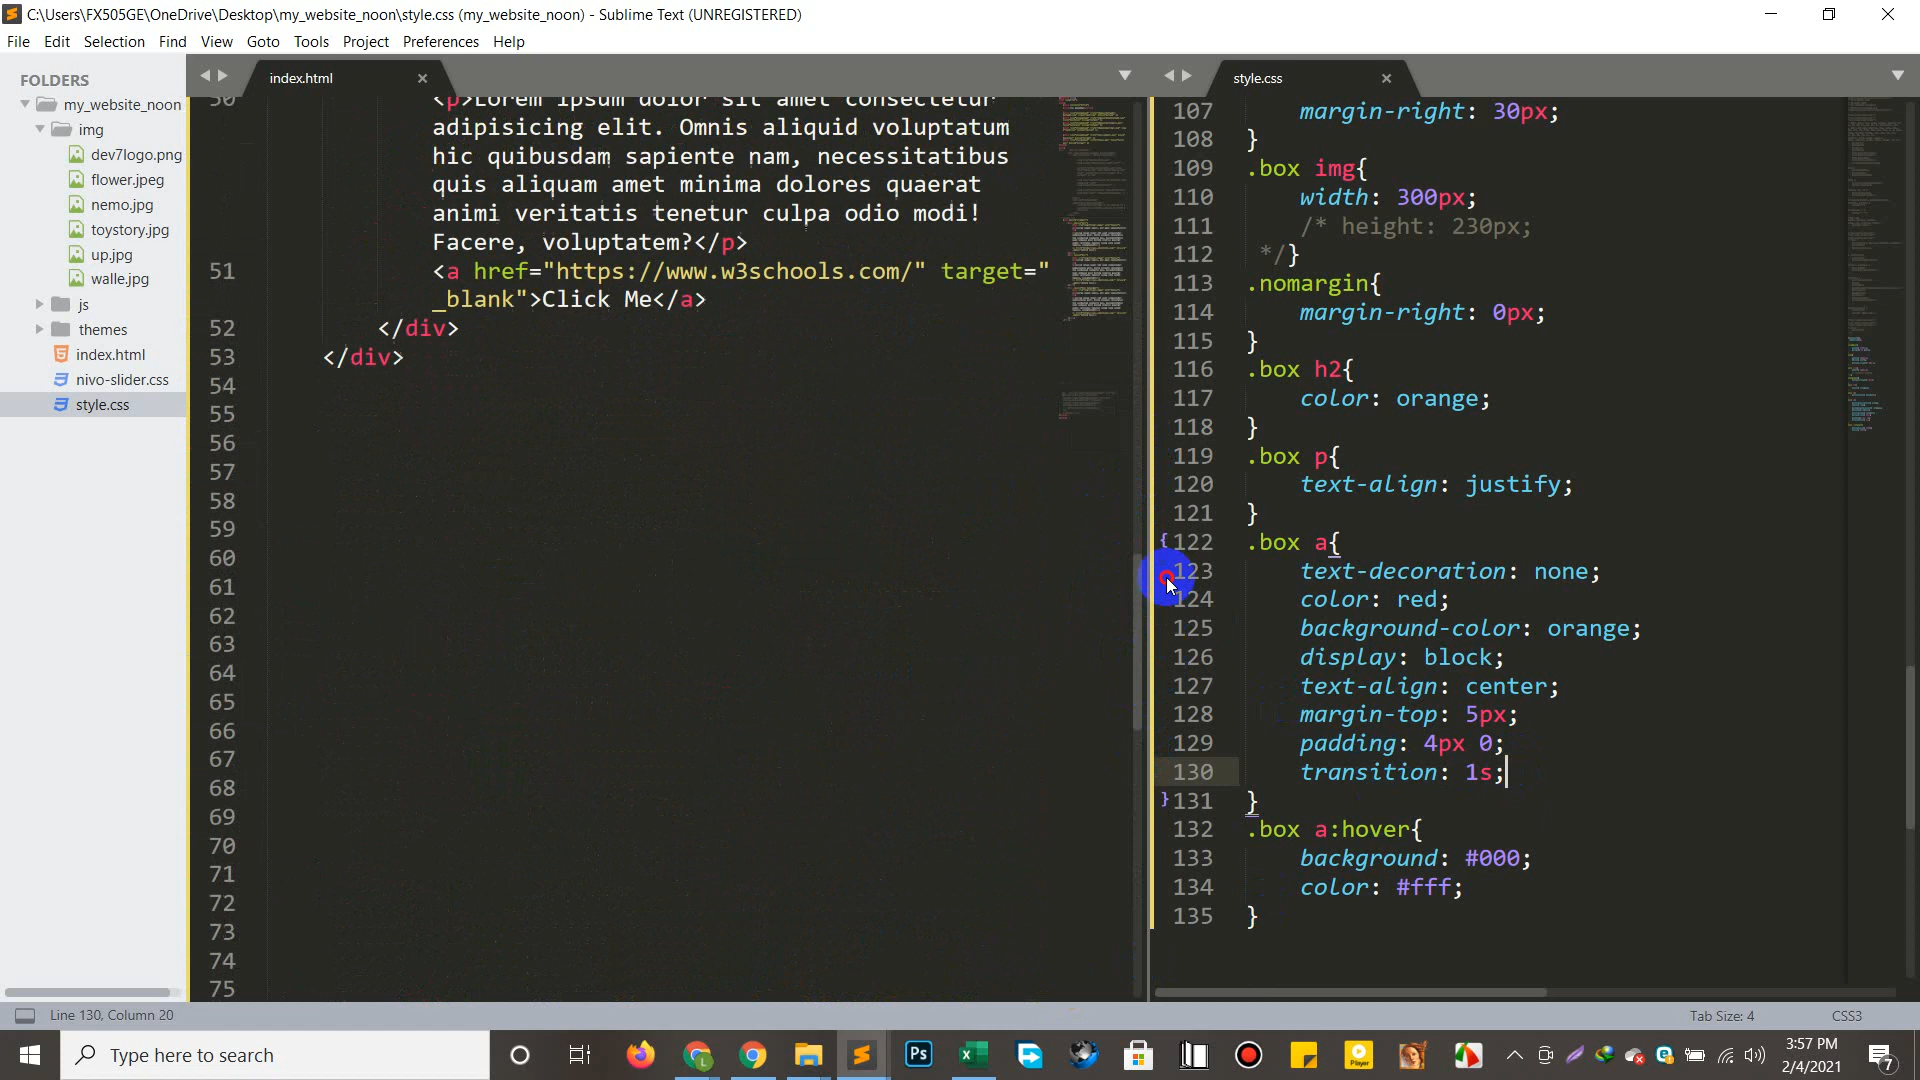 C:\Users\FX505GE\OneDrive\Desktop\my_website_noon\style.css (my_website_noon) - Sublime Text (UNREGISTERED)
File Edit Selection Find View Goto Tools Project Preferences Help
FOLDERS
my_website_noon
img
dev7logo.png
flower.jpeg
nemo.jpg
toystory.jpg
up.jpg
walle.jpg
js
themes
index.html
nivo-slider.css
style.css
index.html
50 <p>Lorem ipsum dolor sit amet consectetur
adipisicing elit. Omnis aliquid voluptatum
hic quibusdam sapiente nam, necessitatibus
quis aliquam amet minima dolores quaerat
animi veritatis tenetur culpa odio modi!
Facere, voluptatem?</p>
51 <a href="https://www.w3schools.com/" target="
_blank">Click Me</a>
52 </div>
53 </div>
54
55
56
57
58
59
60
61
62
63
64
65
66
67
68
69
70
71
72
73
74
75
style.css
107 margin-right: 30px;
108 }
109 .box img{
110 width: 300px;
111 /* height: 230px;
112 */}
113 .nomargin{
114 margin-right: 0px;
115 }
116 .box h2{
117 color: orange;
118 }
119 .box p{
120 text-align: justify;
121 }
122 .box a{
123 text-decoration: none;
124 color: red;
125 background-color: orange;
126 display: block;
127 text-align: center;
128 margin-top: 5px;
129 padding: 4px 0;
130 transition: 1s;
131 }
132 .box a:hover{
133 background: #000;
134 color: #fff;
135 }
Line 130, Column 20
Tab Size: 4
CSS3
Type here to search
Ps
Player
3:57 PM
2/4/2021
7